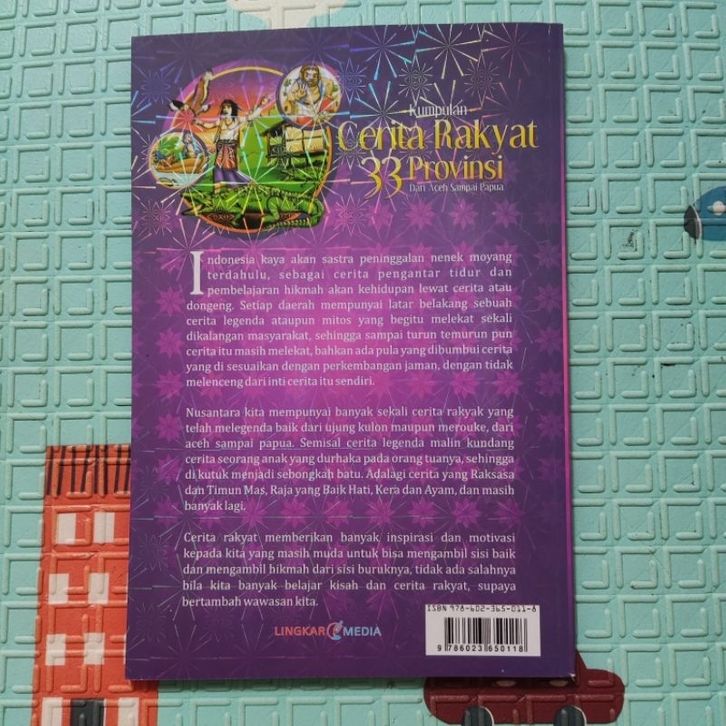 Kumpulan
Cerita Rakyat
33 Provinsi
Dari Aceh Sampai Papua
Indonesia kaya akan sastra peninggalan nenek moyang
terdahulu, sebagai cerita pengantar tidur dan
pembelajaran hikmah akan kehidupan lewat cerita atau
dongeng. Setiap daerah mempunyai latar belakang sebuah
cerita legenda ataupun mitos yang begitu melekat sekali
dikalangan masyarakat, sehingga sampai turun temurun pun
cerita itu masih melekat, bahkan ada pula yang dibumbui cerita
yang di sesuaikan dengan perkembangan jaman, dengan tidak
melenceng dari inti cerita itu sendiri.
Nusantara kita mempunyai banyak sekali cerita rakyak yang
telah melegenda baik dari ujung kulon maupun merouke, dari
aceh sampai papua. Semisal cerita legenda malin kundang
cerita seorang anak yang durhaka pada orang tuanya, sehingga
di kutuk menjadi sebongkah batu. Adalagi cerita yang Raksasa
dan Timun Mas, Raja yang Baik Hati, Kera dan Ayam, dan masih
banyak lagi.
Cerita rakyat memberikan banyak inspirasi dan motivasi
kepada kita yang masih muda untuk bisa mengambil sisi baik
dan mengambil hikmah dari sisi buruknya, tidak ada salahnya
bila kita banyak belajar kisah dan cerita rakyat, supaya
bertambah wawasan kita.
LINGKAR MEDIA
ISBN 978-602-365-011-8
9 786023 650118